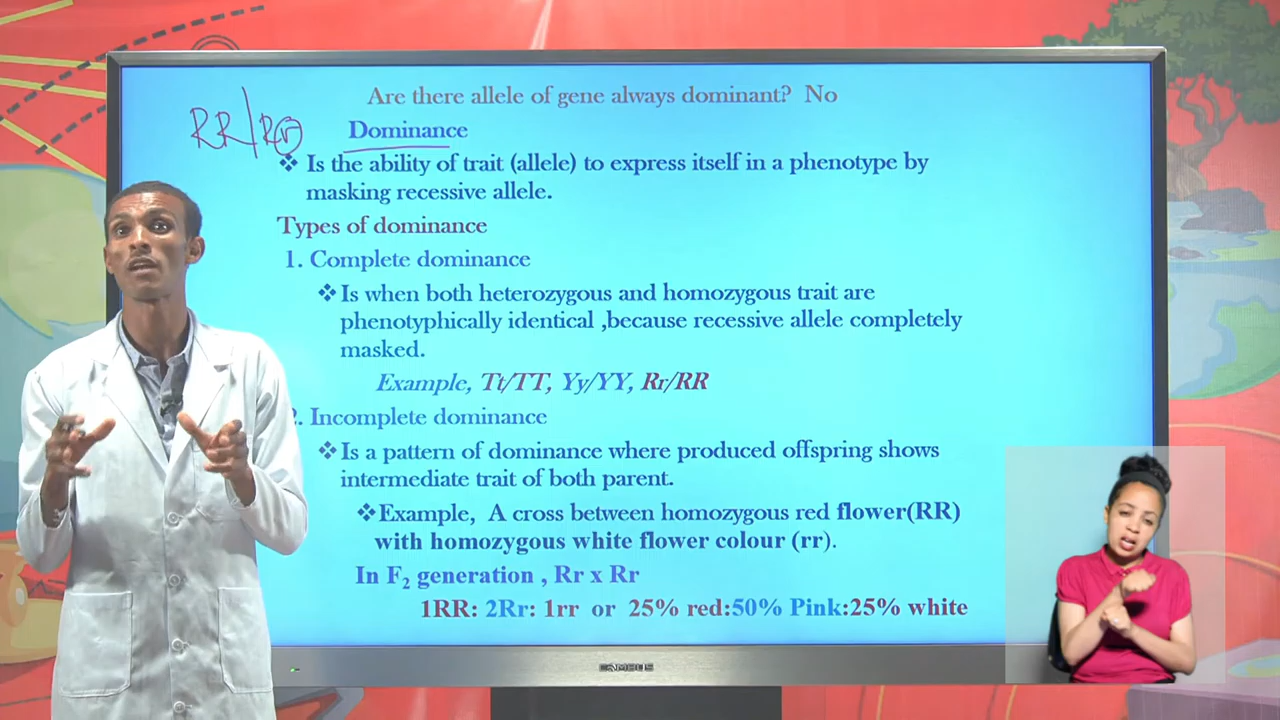 Are there allele of gene always dominant? No
RR/Rr
Dominance
❖ Is the ability of trait (allele) to express itself in a phenotype by
masking recessive allele.
Types of dominance
1. Complete dominance
❖Is when both heterozygous and homozygous trait are
phenotyphically identical ,because recessive allele completely
masked.
Example, Tt/TT, Yy/YY, Rr/RR
2. Incomplete dominance
❖Is a pattern of dominance where produced offspring shows
intermediate trait of both parent.
❖Example, A cross between homozygous red flower(RR)
with homozygous white flower colour (rr).
In F₂ generation , Rr x Rr
1RR: 2Rr: 1rr or 25% red:50% Pink:25% white